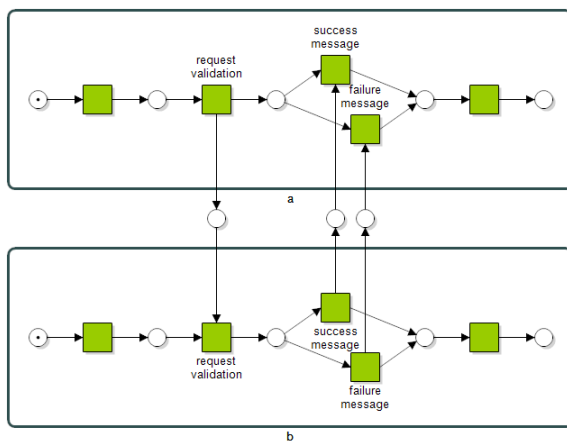 success
message
request
validation
failure
message
a
success
message
request
validation
failure
message
b